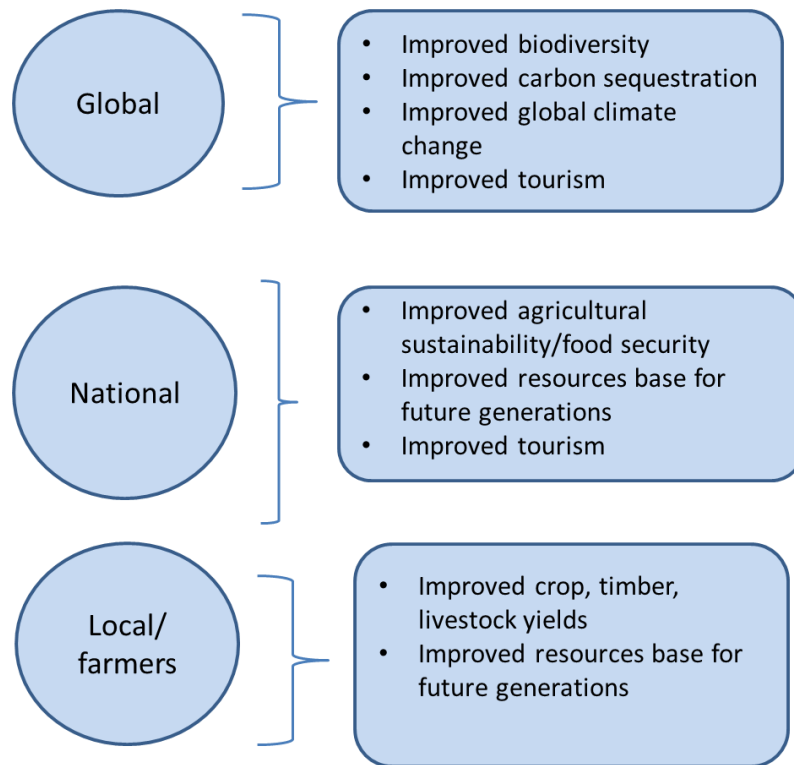 Global
• Improved biodiversity
• Improved carbon sequestration
• Improved global climate
change
• Improved tourism
National
• Improved agricultural
sustainability/food security
• Improved resources base for
future generations
• Improved tourism
Local/
farmers
• Improved crop, timber,
livestock yields
• Improved resources base for
future generations